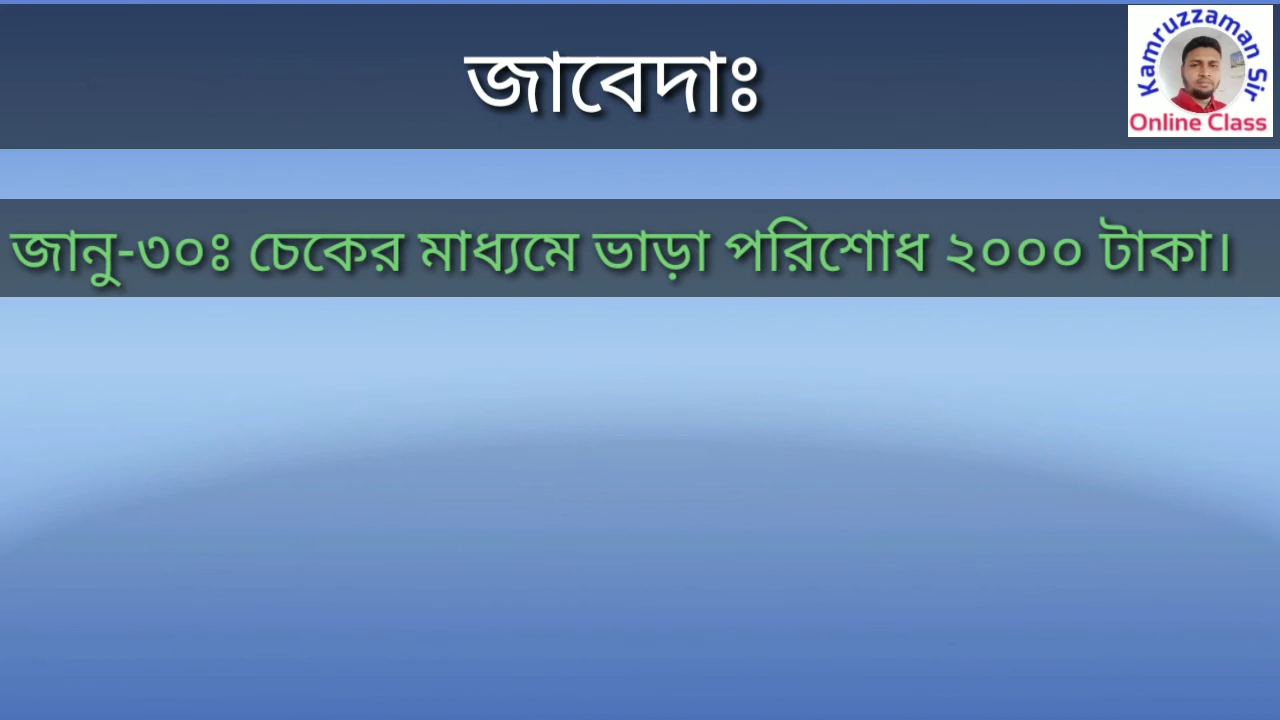 জাবেদাঃ
Kamruzzaman Sir
Online Class
জানু-৩০ঃ চেকের মাধ্যমে ভাড়া পরিশোধ ২০০০ টাকা।